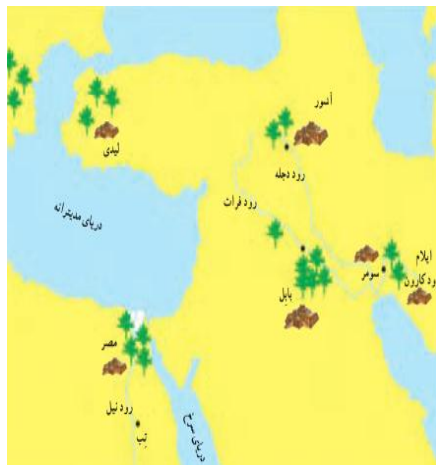 آشور
لیدی
رود دجله
رود فرات
دریای مدیترانه
ایلام
سومر
رود کارون
بابل
مصر
رود نیل
تب
دریای سرخ